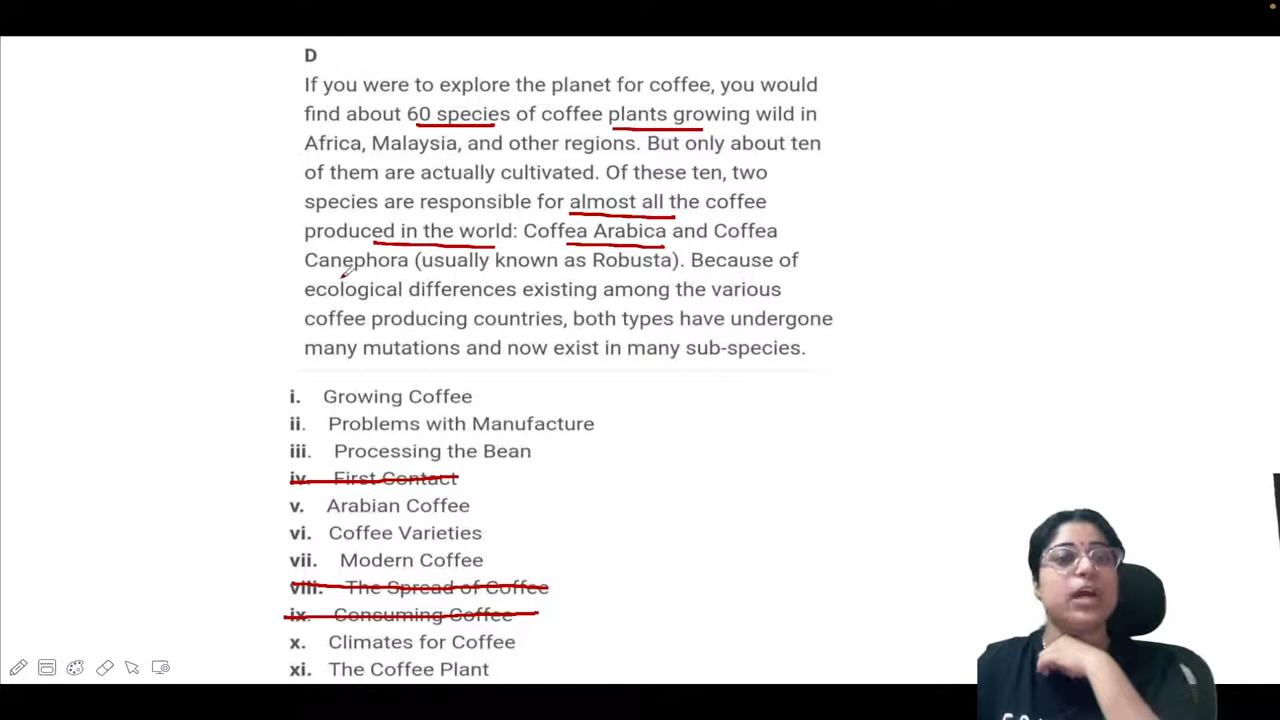 D
If you were to explore the planet for coffee, you would
find about 60 species of coffee plants growing wild in
Africa, Malaysia, and other regions. But only about ten
of them are actually cultivated. Of these ten, two
species are responsible for almost all the coffee
produced in the world: Coffea Arabica and Coffea
Canephora (usually known as Robusta). Because of
ecological differences existing among the various
coffee producing countries, both types have undergone
many mutations and now exist in many sub-species.
i. Growing Coffee
ii. Problems with Manufacture
iii. Processing the Bean
iv. First Contact
v. Arabian Coffee
vi. Coffee Varieties
vii. Modern Coffee
viii. The Spread of Coffee
ix. Consuming Coffee
x. Climates for Coffee
xi. The Coffee Plant